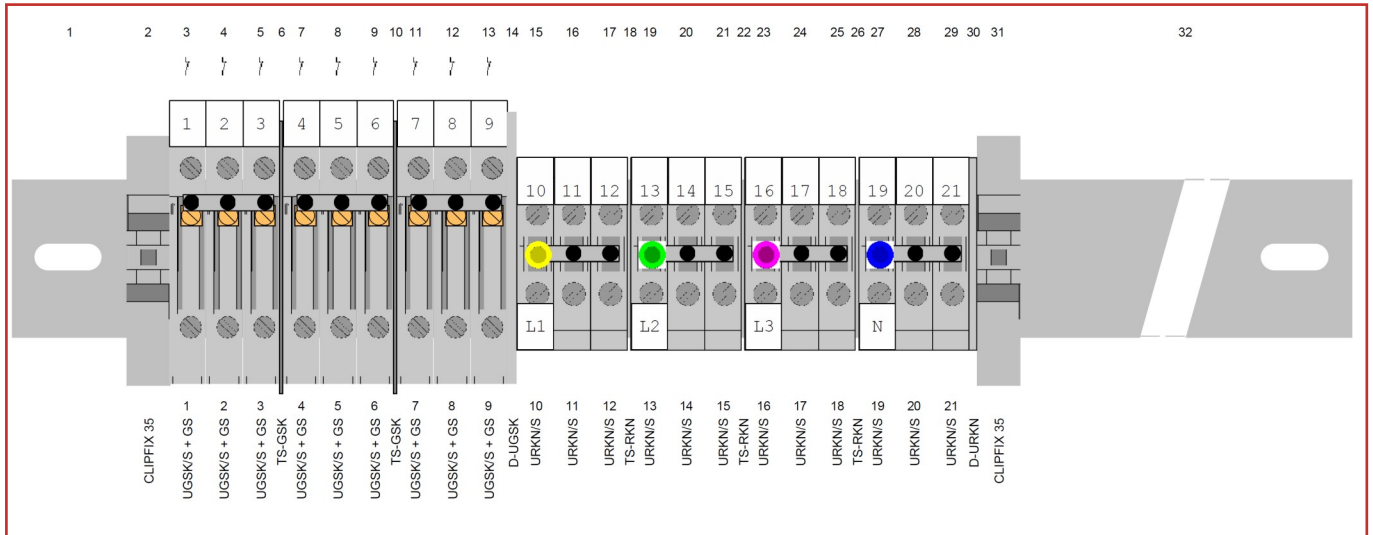 1 2 3 4 5 6 7 8 9 10 11 12 13 14 15 16 17 18 19 20 21 22 23 24 25 26 27 28 29 30 31 32
1 2 3 4 5 6 7 8 9
10 11 12 13 14 15 16 17 18 19 20 21
L1 L2 L3 N
1 2 3 4 5 6 7 8 9 10 11 12 13 14 15 16 17 18 19 20 21
CLIPFIX 35
UGSK/S + GS
UGSK/S + GS
UGSK/S + GS
TS-GSK
UGSK/S + GS
UGSK/S + GS
UGSK/S + GS
TS-GSK
UGSK/S + GS
UGSK/S + GS
UGSK/S + GS
D-UGSK
URKN/S
URKN/S
URKN/S
TS-RKN
URKN/S
URKN/S
URKN/S
TS-RKN
URKN/S
URKN/S
URKN/S
TS-RKN
URKN/S
URKN/S
URKN/S
D-URKN
CLIPFIX 35